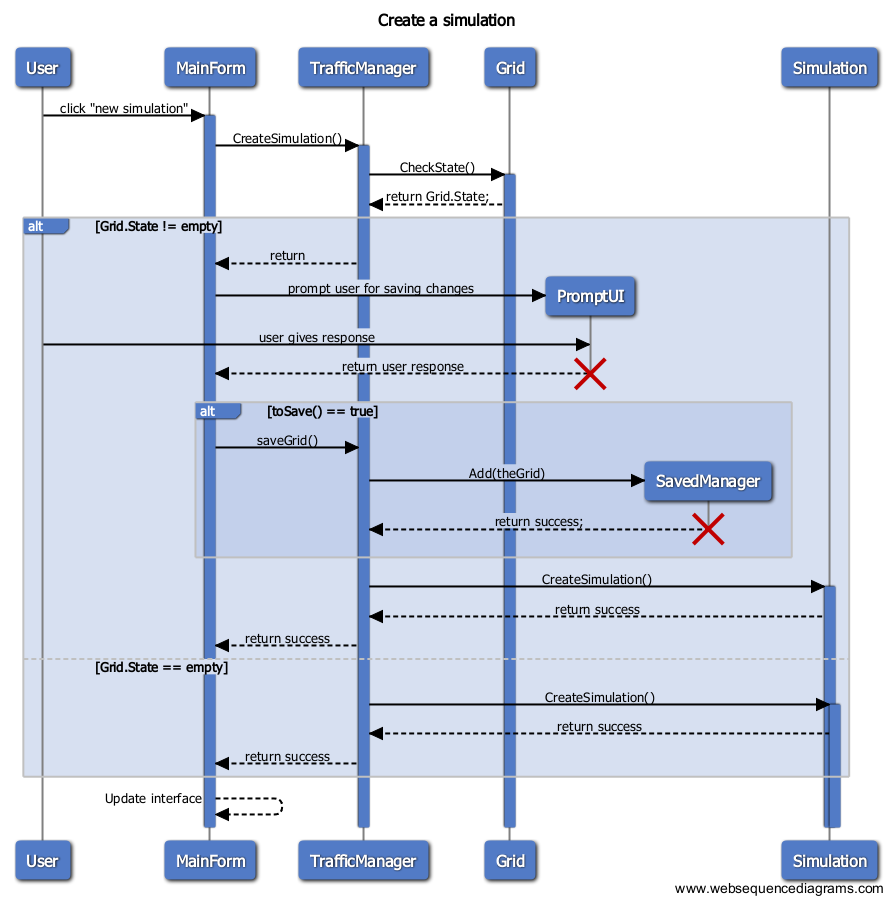 Create a simulation
User
MainForm
TrafficManager
Grid
Simulation
click "new simulation"
CreateSimulation()
CheckState()
return Grid.State;
alt
[Grid.State != empty]
return
prompt user for saving changes
PromptUI
user gives response
return user response
alt
[toSave() == true]
saveGrid()
Add(theGrid)
SavedManager
return success;
CreateSimulation()
return success
return success
[Grid.State == empty]
CreateSimulation()
return success
return success
Update interface
User
MainForm
TrafficManager
Grid
Simulation
www.websequencediagrams.com